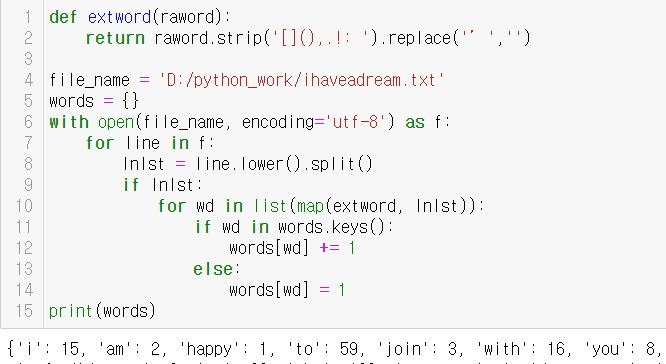 1 def extword(raword):
2     return raword.strip('[](),.!: ').replace('’ ','')
3
4 file_name = 'D:/python_work/ihaveadream.txt'
5 words = {}
6 with open(file_name, encoding='utf-8') as f:
7     for line in f:
8         lnlst = line.lower().split()
9         if lnlst:
10             for wd in list(map(extword, lnlst)):
11                 if wd in words.keys():
12                     words[wd] += 1
13                 else:
14                     words[wd] = 1
15 print(words)
{'i': 15, 'am': 2, 'happy': 1, 'to': 59, 'join': 3, 'with': 16, 'you': 8,